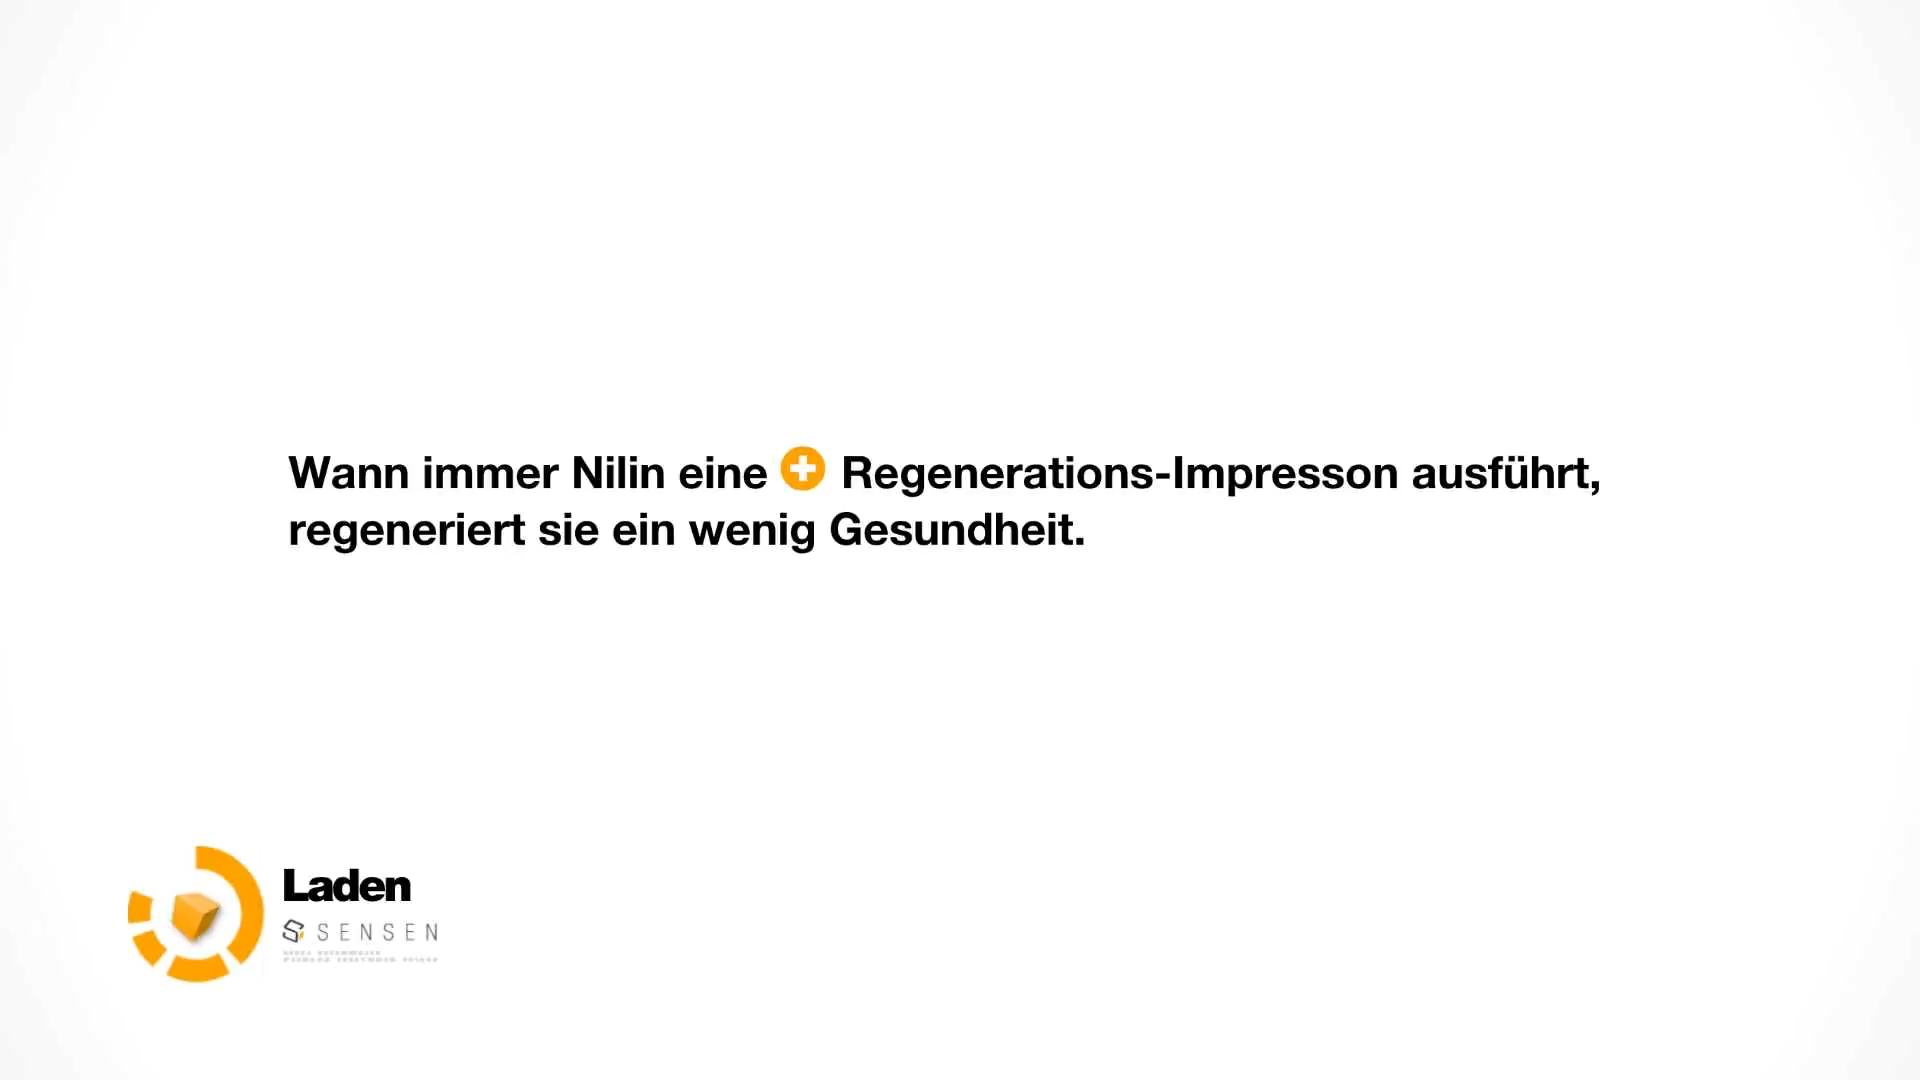 Wann immer Nilin eine Regenerations-Impresson ausführt,
regeneriert sie ein wenig Gesundheit.
Laden
SENSEN